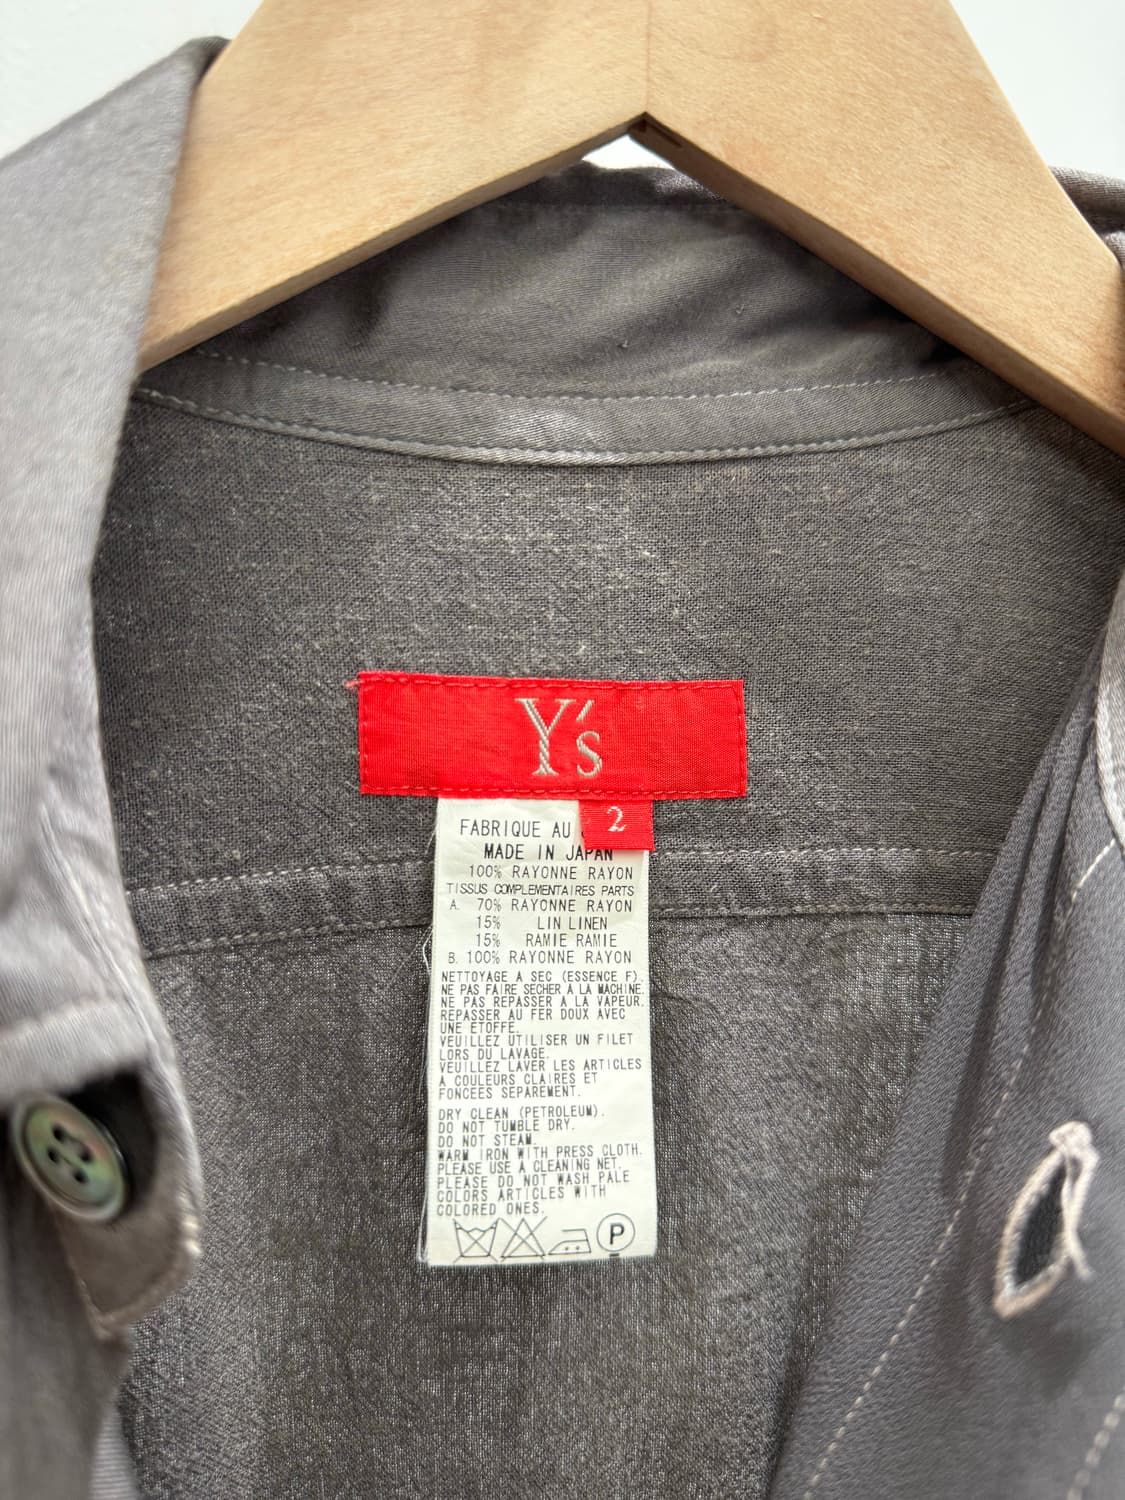 Y's
2
FABRIQUE AU
MADE IN JAPAN
100% RAYONNE RAYON
TISSUS COMPLEMENTAIRES PARTS
A. 70% RAYONNE RAYON
15% LIN LINEN
15% RAMIE RAMIE
B. 100% RAYONNE RAYON
NETTOYAGE A SEC (ESSENCE F).
NE PAS FAIRE SECHER A LA MACHINE.
NE PAS REPASSER A LA VAPEUR.
REPASSER AU FER DOUX AVEC
UNE ETOFFE.
VEUILLEZ UTILISER UN FILET
LORS DU LAVAGE.
VEUILLEZ LAVER LES ARTICLES
A COULEURS CLAIRES ET
FONCEES SEPAREMENT.
DRY CLEAN (PETROLEUM).
DO NOT TUMBLE DRY.
DO NOT STEAM.
WARM IRON WITH PRESS CLOTH.
PLEASE USE A CLEANING NET.
PLEASE DO NOT WASH PALE
COLORS ARTICLES WITH
COLORED ONES.
P